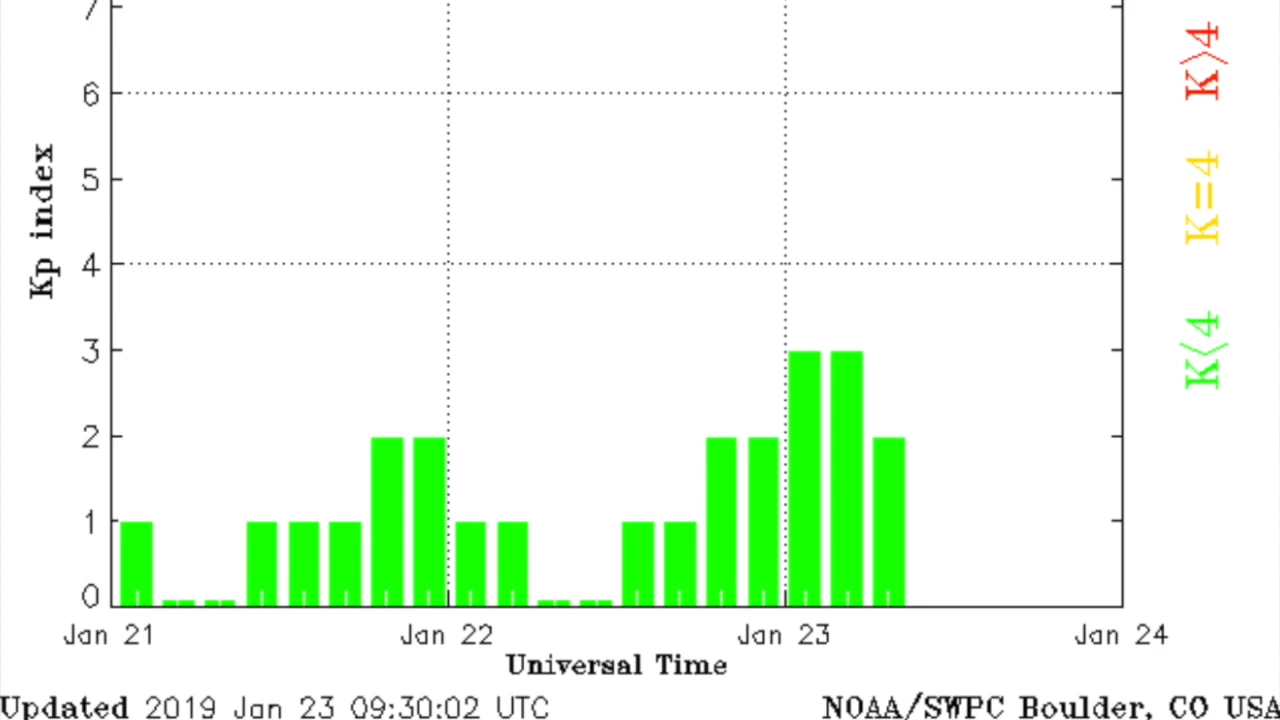 7
6
5
4
3
2
1
0
Kp index
Jan 21 Jan 22 Jan 23 Jan 24
Universal Time
K>4
K=4
K<4
Updated 2019 Jan 23 09:30:02 UTC
NOAA/SWPC Boulder, CO USA